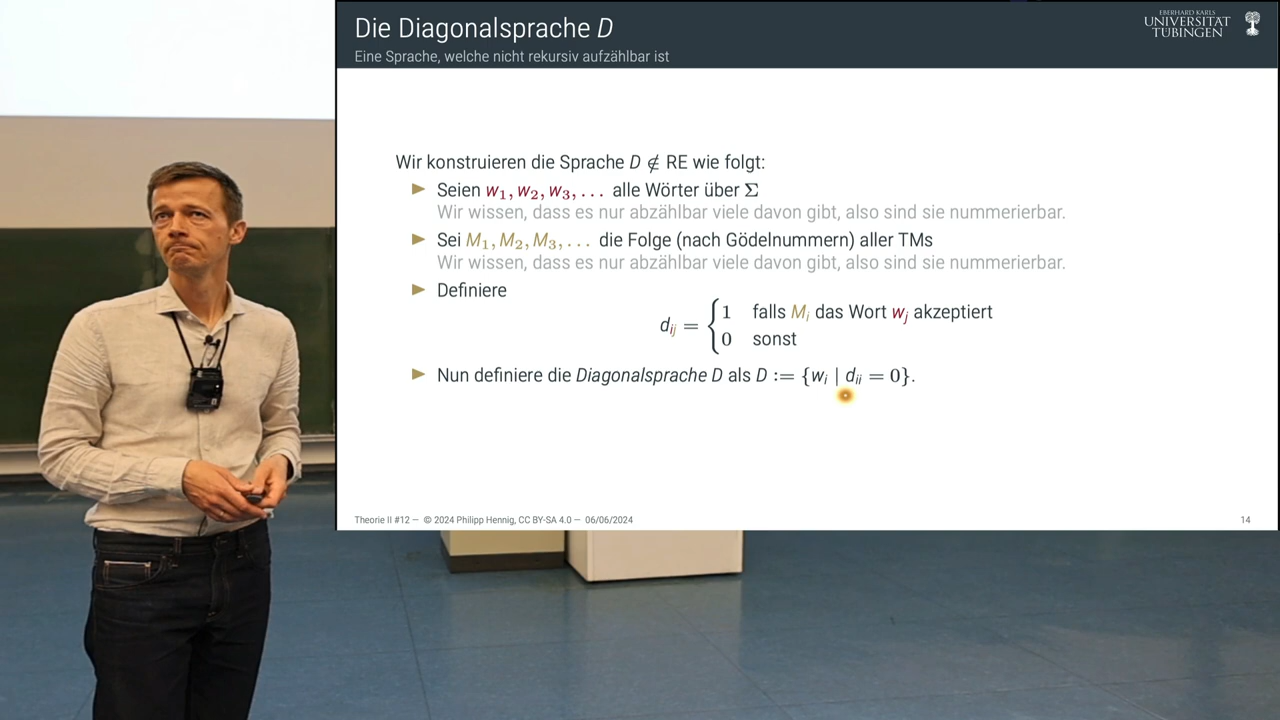 Die Diagonalsprache D
Eine Sprache, welche nicht rekursiv aufzählbar ist
EBERHARD KARLS
UNIVERSITÄT
TÜBINGEN
Wir konstruieren die Sprache D ∉ RE wie folgt:
Seien w₁, w₂, w₃, . . . alle Wörter über Σ
Wir wissen, dass es nur abzählbar viele davon gibt, also sind sie nummerierbar.
Sei M₁, M₂, M₃, . . . die Folge (nach Gödelnummern) aller TMs
Wir wissen, dass es nur abzählbar viele davon gibt, also sind sie nummerierbar.
Definiere
dᵢⱼ = { 1 falls Mᵢ das Wort wⱼ akzeptiert
0 sonst
Nun definiere die Diagonalsprache D als D := {wᵢ | dᵢᵢ = 0}.
Theorie II #12 — © 2024 Philipp Hennig, CC BY-SA 4.0 — 06/06/2024
14